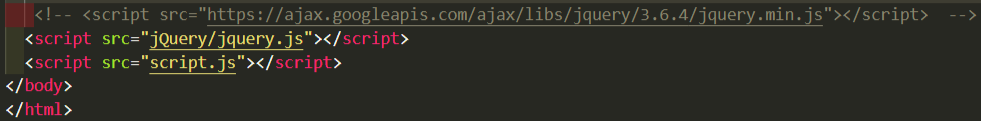 <!-- <script src="https://ajax.googleapis.com/ajax/libs/jquery/3.6.4/jquery.min.js"></script>  -->
<script src="jQuery/jquery.js"></script>
<script src="script.js"></script>
</body>
</html>